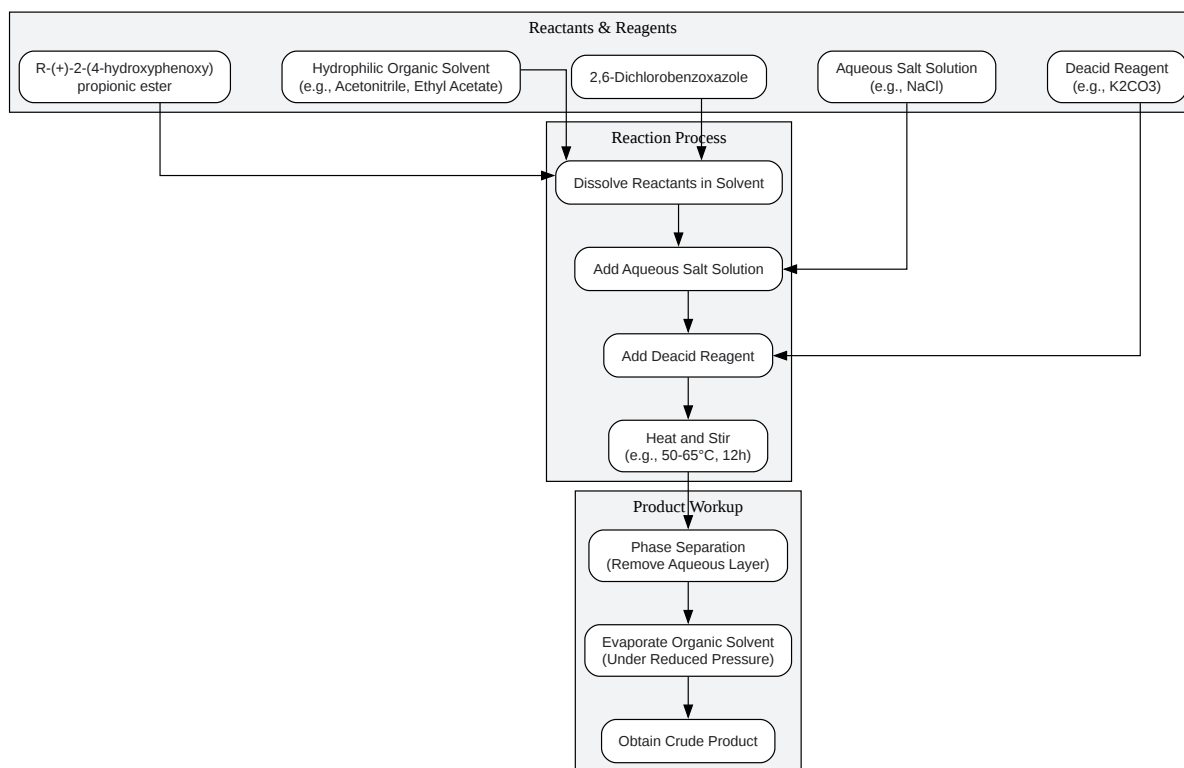 Reactants & Reagents
R-(+)-2-(4-hydroxyphenoxy)
propionic ester
Hydrophilic Organic Solvent
(e.g., Acetonitrile, Ethyl Acetate)
2,6-Dichlorobenzoxazole
Aqueous Salt Solution
(e.g., NaCl)
Deacid Reagent
(e.g., K2CO3)
Reaction Process
Dissolve Reactants in Solvent
Add Aqueous Salt Solution
Add Deacid Reagent
Heat and Stir
(e.g., 50-65°C, 12h)
Product Workup
Phase Separation
(Remove Aqueous Layer)
Evaporate Organic Solvent
(Under Reduced Pressure)
Obtain Crude Product